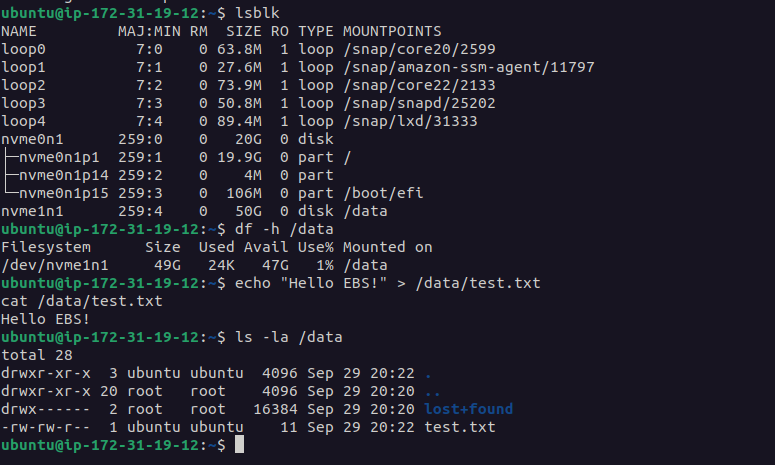 ubuntu@ip-172-31-19-12:~$ lsblk
NAME         MAJ:MIN RM  SIZE RO TYPE MOUNTPOINTS
loop0          7:0    0 63.8M  1 loop /snap/core20/2599
loop1          7:1    0 27.6M  1 loop /snap/amazon-ssm-agent/11797
loop2          7:2    0 73.9M  1 loop /snap/core22/2133
loop3          7:3    0 50.8M  1 loop /snap/snapd/25202
loop4          7:4    0 89.4M  1 loop /snap/lxd/31333
nvme0n1      259:0    0   20G  0 disk
├─nvme0n1p1  259:1    0 19.9G  0 part /
├─nvme0n1p14 259:2    0    4M  0 part
└─nvme0n1p15 259:3    0  106M  0 part /boot/efi
nvme1n1      259:4    0   50G  0 disk /data
ubuntu@ip-172-31-19-12:~$ df -h /data
Filesystem      Size  Used Avail Use% Mounted on
/dev/nvme1n1     49G   24K   47G   1% /data
ubuntu@ip-172-31-19-12:~$ echo "Hello EBS!" > /data/test.txt
cat /data/test.txt
Hello EBS!
ubuntu@ip-172-31-19-12:~$ ls -la /data
total 28
drwxr-xr-x  3 ubuntu ubuntu  4096 Sep 29 20:22 .
drwxr-xr-x 20 root   root    4096 Sep 29 20:20 ..
drwx------  2 root   root   16384 Sep 29 20:20 lost+found
-rw-rw-r--  1 ubuntu ubuntu    11 Sep 29 20:22 test.txt
ubuntu@ip-172-31-19-12:~$